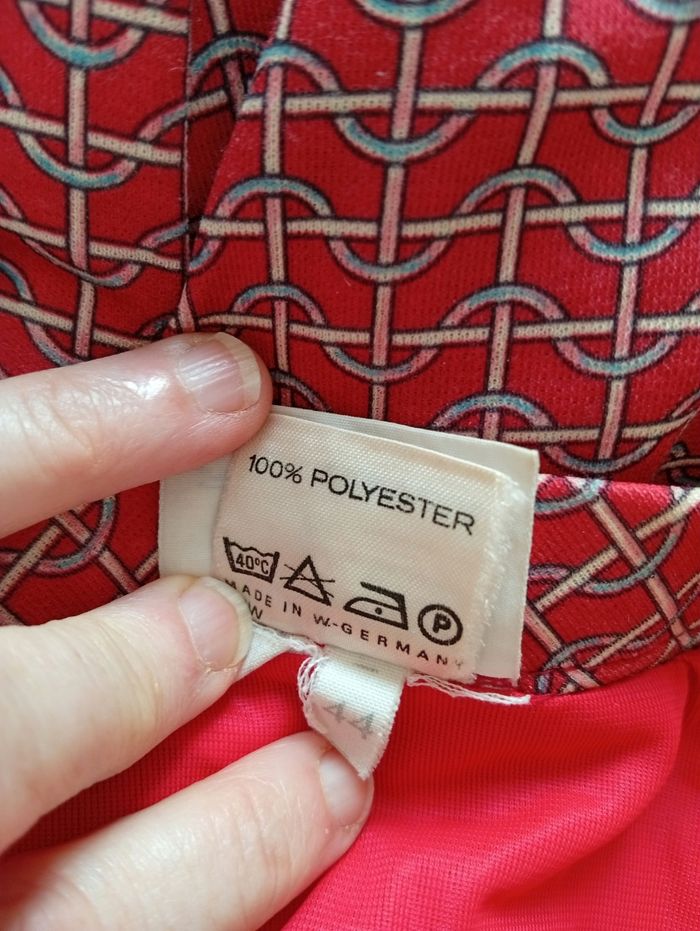 100% POLYESTER
40°C P
MADE IN W.-GERMANY
W
44